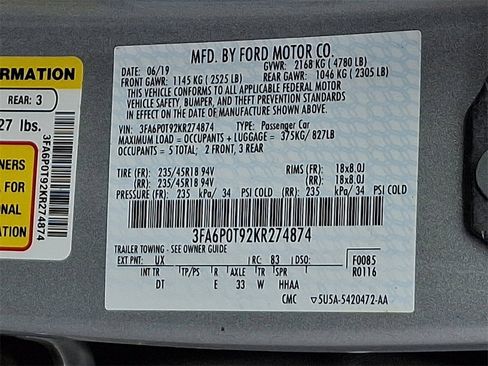 MFD. BY FORD MOTOR CO.
DATE: 06/19 GVWR: 2168 KG ( 4780 LB)
FRONT GAWR: 1145 KG ( 2525 LB) REAR GAWR: 1046 KG ( 2305 LB)
THIS VEHICLE CONFORMS TO ALL APPLICABLE FEDERAL MOTOR
VEHICLE SAFETY, BUMPER, AND THEFT PREVENTION STANDARDS IN
EFFECT ON THE DATE OF MANUFACTURE SHOWN ABOVE.
VIN: 3FA6P0T92KR274874 TYPE: Passenger Car
MAXIMUM LOAD = OCCUPANTS + LUGGAGE = 375KG/ 827LB
OCCUPANTS = 5 TOTAL; 2 FRONT, 3 REAR
TIRE (FR): 235/45R18 94V RIMS (FR): 18x8.0J
(RR): 235/45R18 94V (RR): 18x8.0J
PRESSURE (FR): 235 kPa/ 34 PSI COLD (RR): 235 kPa/ 34 PSI COLD
3FA6P0T92KR274874
TRAILER TOWING - SEE OWNER GUIDE
EXT PNT: UX RC: 83 DSO: F0085
R0116
INT TR TP/PS R AXLE TR SPR
DT E 33 W HHAA
CMC 5U5A-5420472-AA
ORMATION
REAR: 3
27 lbs.
NERS
FOR
ONAL
ION
3FA6P0T92KR274874